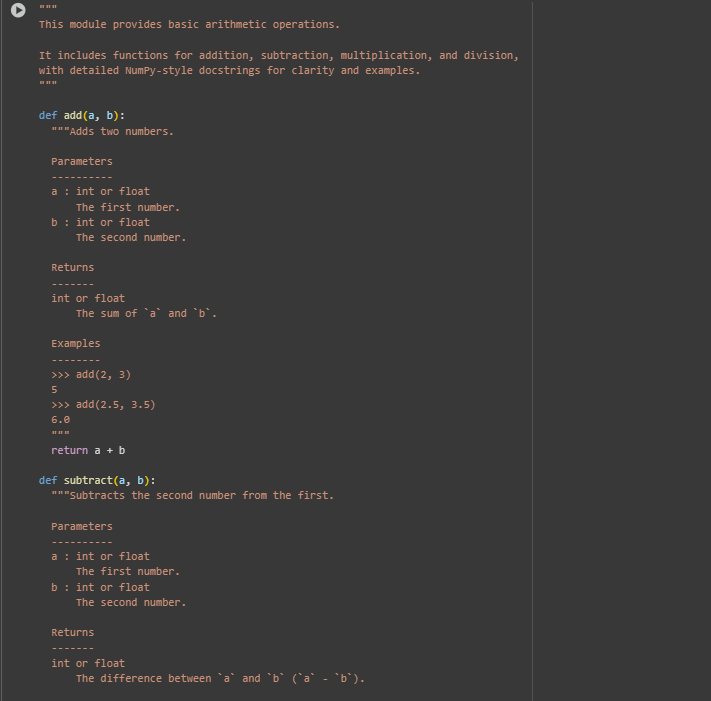 """
This module provides basic arithmetic operations.

It includes functions for addition, subtraction, multiplication, and division,
with detailed NumPy-style docstrings for clarity and examples.
"""

def add(a, b):
  """Adds two numbers.

  Parameters
  ----------
  a : int or float
      The first number.
  b : int or float
      The second number.

  Returns
  -------
  int or float
      The sum of `a` and `b`.

  Examples
  --------
  >>> add(2, 3)
  5
  >>> add(2.5, 3.5)
  6.0
  """
  return a + b

def subtract(a, b):
  """Subtracts the second number from the first.

  Parameters
  ----------
  a : int or float
      The first number.
  b : int or float
      The second number.

  Returns
  -------
  int or float
      The difference between `a` and `b` (`a` - `b`).